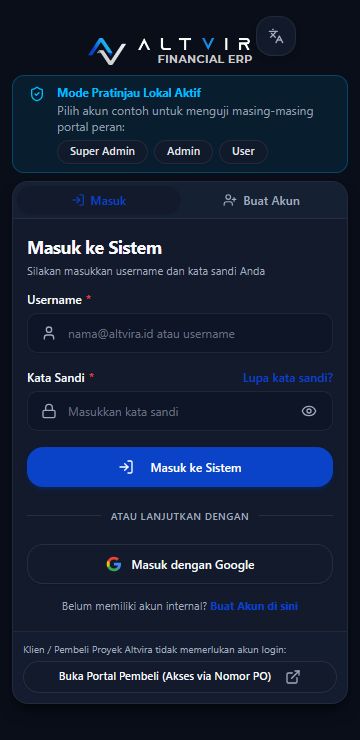 ALTVIR
FINANCIAL ERP
Mode Pratinjau Lokal Aktif
Pilih akun contoh untuk menguji masing-masing
portal peran:
Super Admin
Admin
User
Masuk
Buat Akun
Masuk ke Sistem
Silakan masukkan username dan kata sandi Anda
Username *
nama@altvira.id atau username
Kata Sandi *
Lupa kata sandi?
Masukkan kata sandi
Masuk ke Sistem
ATAU LANJUTKAN DENGAN
Masuk dengan Google
Belum memiliki akun internal? Buat Akun di sini
Klien / Pembeli Proyek Altvira tidak memerlukan akun login:
Buka Portal Pembeli (Akses via Nomor PO)